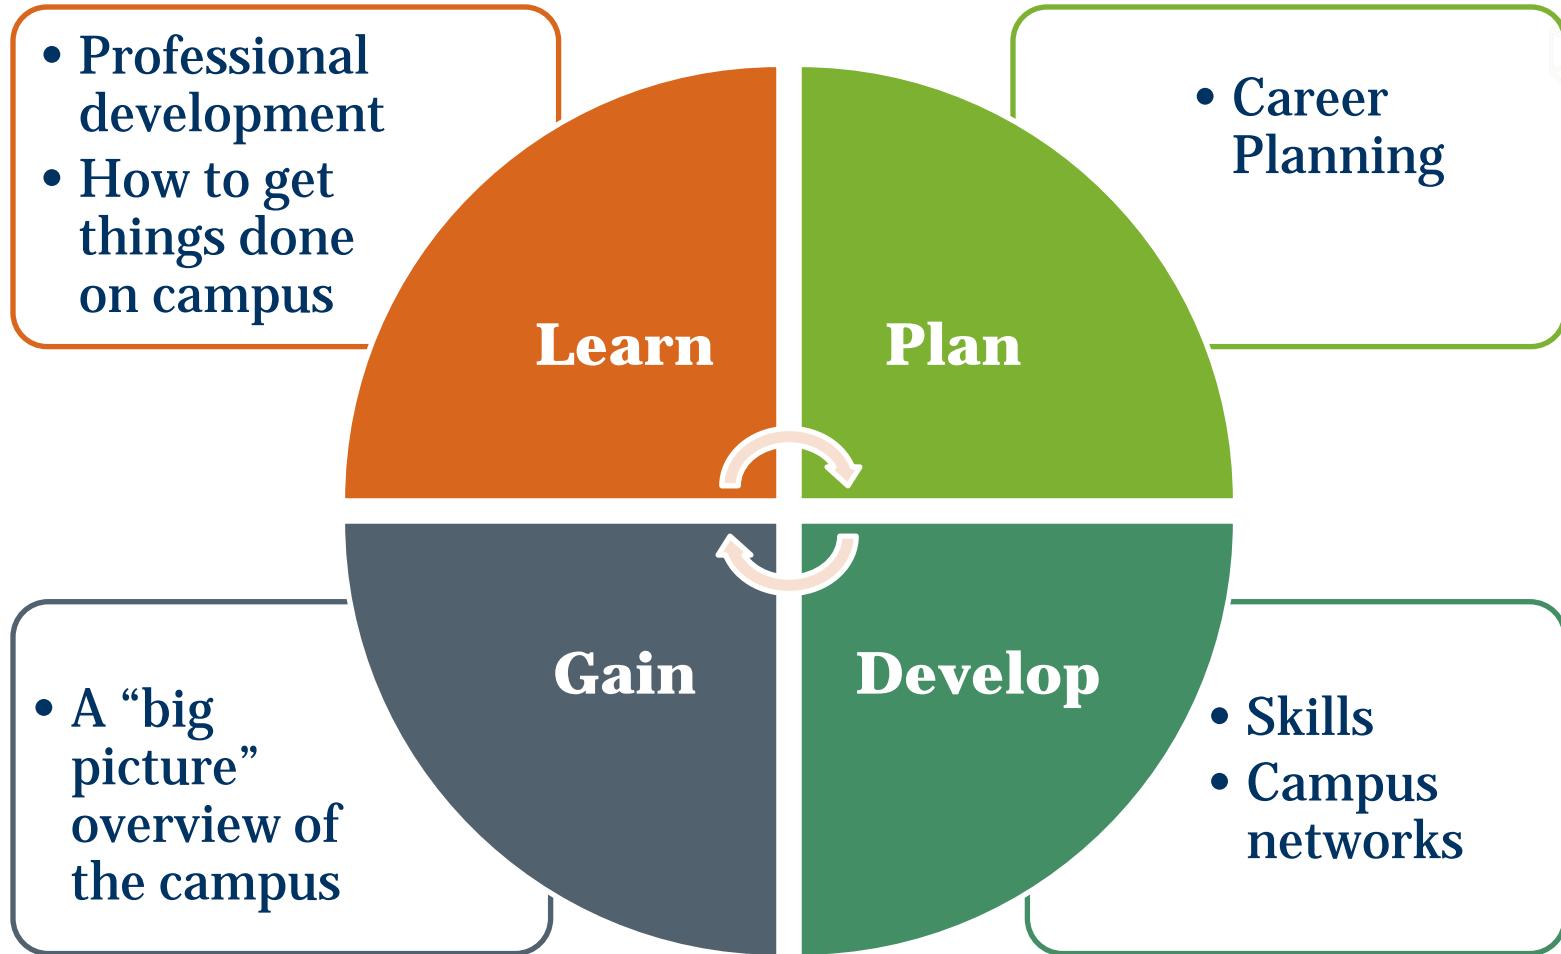 • Professional
development
• How to get
things done
on campus
Learn
Plan
• Career
Planning
Gain
• A “big
picture”
overview of
the campus
Develop
• Skills
• Campus
networks